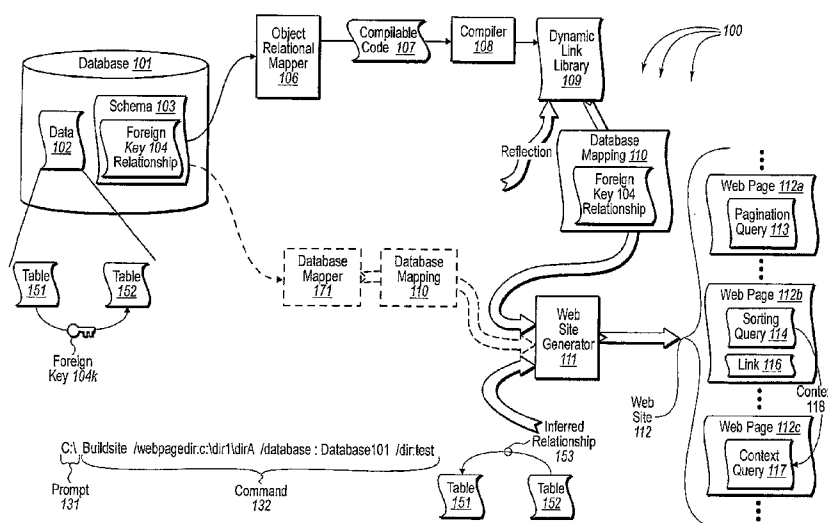 100
Object
Relational
Mapper
106
Compilable
Code 107
Compiler
108
Dynamic
Link
Library
109
Database 101
Data
102
Schema 103
Foreign
Key 104
Relationship
Reflection
Database
Mapping 110
Foreign
Key 104
Relationship
Web Page 112a
Pagination
Query 113
Table
151
Table
152
Foreign
Key 104k
Database
Mapper
171
Database
Mapping
110
Web Site
Generator
111
Web Page 112b
Sorting
Query 114
Link 116
Web
Site
112
118
Web Page 112c
Context
Query 117
Inferred
Relationship
153
Table
151
Table
152
C:\ Buildsite /webpagedir:c:\dir1\dirA /database : Database101 /dir:test
Prompt
131
Command
132